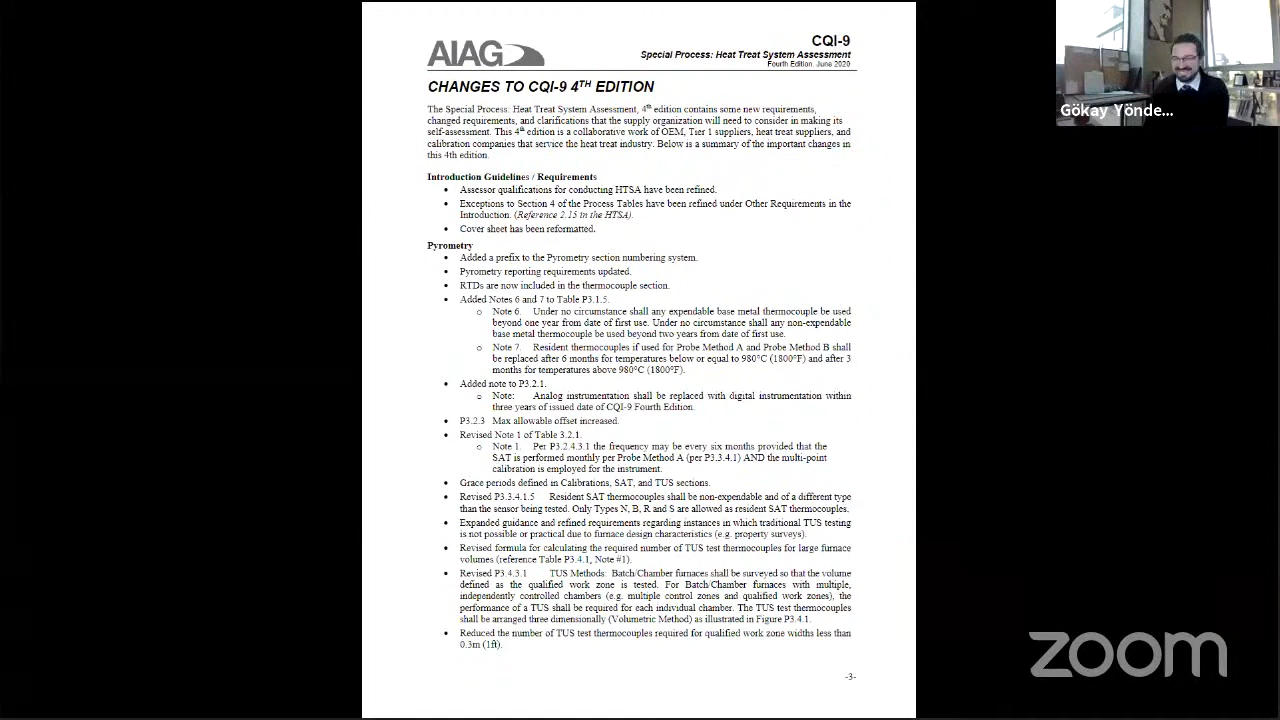 AIAG
CQI-9
Special Process: Heat Treat System Assessment
Fourth Edition, June 2020
CHANGES TO CQI-9 4TH EDITION
The Special Process: Heat Treat System Assessment, 4th edition contains some new requirements,
changed requirements, and clarifications that the supply organization will need to consider in making its
self-assessment. This 4th edition is a collaborative work of OEM, Tier 1 suppliers, heat treat suppliers, and
calibration companies that service the heat treat industry. Below is a summary of the important changes in
this 4th edition.
Introduction Guidelines / Requirements
• Assessor qualifications for conducting HTSA have been refined.
• Exceptions to Section 4 of the Process Tables have been refined under Other Requirements in the
Introduction. (Reference 2.15 in the HTSA).
• Cover sheet has been reformatted.
Pyrometry
• Added a prefix to the Pyrometry section numbering system.
• Pyrometry reporting requirements updated.
• RTDs are now included in the thermocouple section.
• Added Notes 6 and 7 to Table P3.1.5.
o Note 6. Under no circumstance shall any expendable base metal thermocouple be used
beyond one year from date of first use. Under no circumstance shall any non-expendable
base metal thermocouple be used beyond two years from date of first use.
o Note 7. Resident thermocouples if used for Probe Method A and Probe Method B shall
be replaced after 6 months for temperatures below or equal to 980°C (1800°F) and after 3
months for temperatures above 980°C (1800°F).
• Added note to P3.2.1.
o Note: Analog instrumentation shall be replaced with digital instrumentation within
three years of issued date of CQI-9 Fourth Edition.
• P3.2.3 Max allowable offset increased.
• Revised Note 1 of Table 3.2.1.
o Note 1. Per P3.2.4.3.1 the frequency may be every six months provided that the
SAT is performed monthly per Probe Method A (per P3.3.4.1) AND the multi-point
calibration is employed for the instrument.
• Grace periods defined in Calibrations, SAT, and TUS sections.
• Revised P3.3.4.1.5 Resident SAT thermocouples shall be non-expendable and of a different type
than the sensor being tested. Only Types N, B, R and S are allowed as resident SAT thermocouples.
• Expanded guidance and refined requirements regarding instances in which traditional TUS testing
is not possible or practical due to furnace design characteristics (e.g. property surveys).
• Revised formula for calculating the required number of TUS test thermocouples for large furnace
volumes (reference Table P3.4.1, Note #1).
• Revised P3.4.3.1 TUS Methods: Batch/Chamber furnaces shall be surveyed so that the volume
defined as the qualified work zone is tested. For Batch/Chamber furnaces with multiple,
independently controlled chambers (e.g. multiple control zones and qualified work zones), the
performance of a TUS shall be required for each individual chamber. The TUS test thermocouples
shall be arranged three dimensionally (Volumetric Method) as illustrated in Figure P3.4.1.
• Reduced the number of TUS test thermocouples required for qualified work zone widths less than
0.3m (1ft).
-3-
Gökay Yönde...
zoom